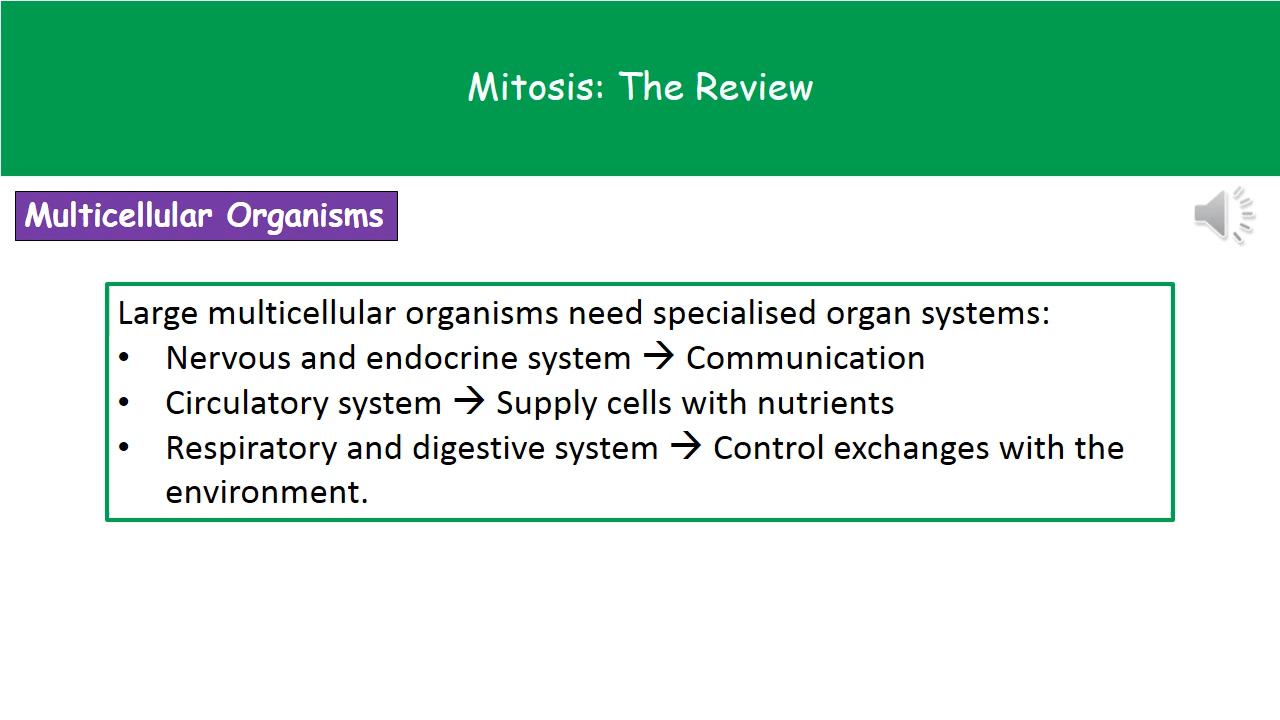 Mitosis: The Review
Multicellular Organisms
Large multicellular organisms need specialised organ systems:
• Nervous and endocrine system → Communication
• Circulatory system → Supply cells with nutrients
• Respiratory and digestive system → Control exchanges with the
environment.